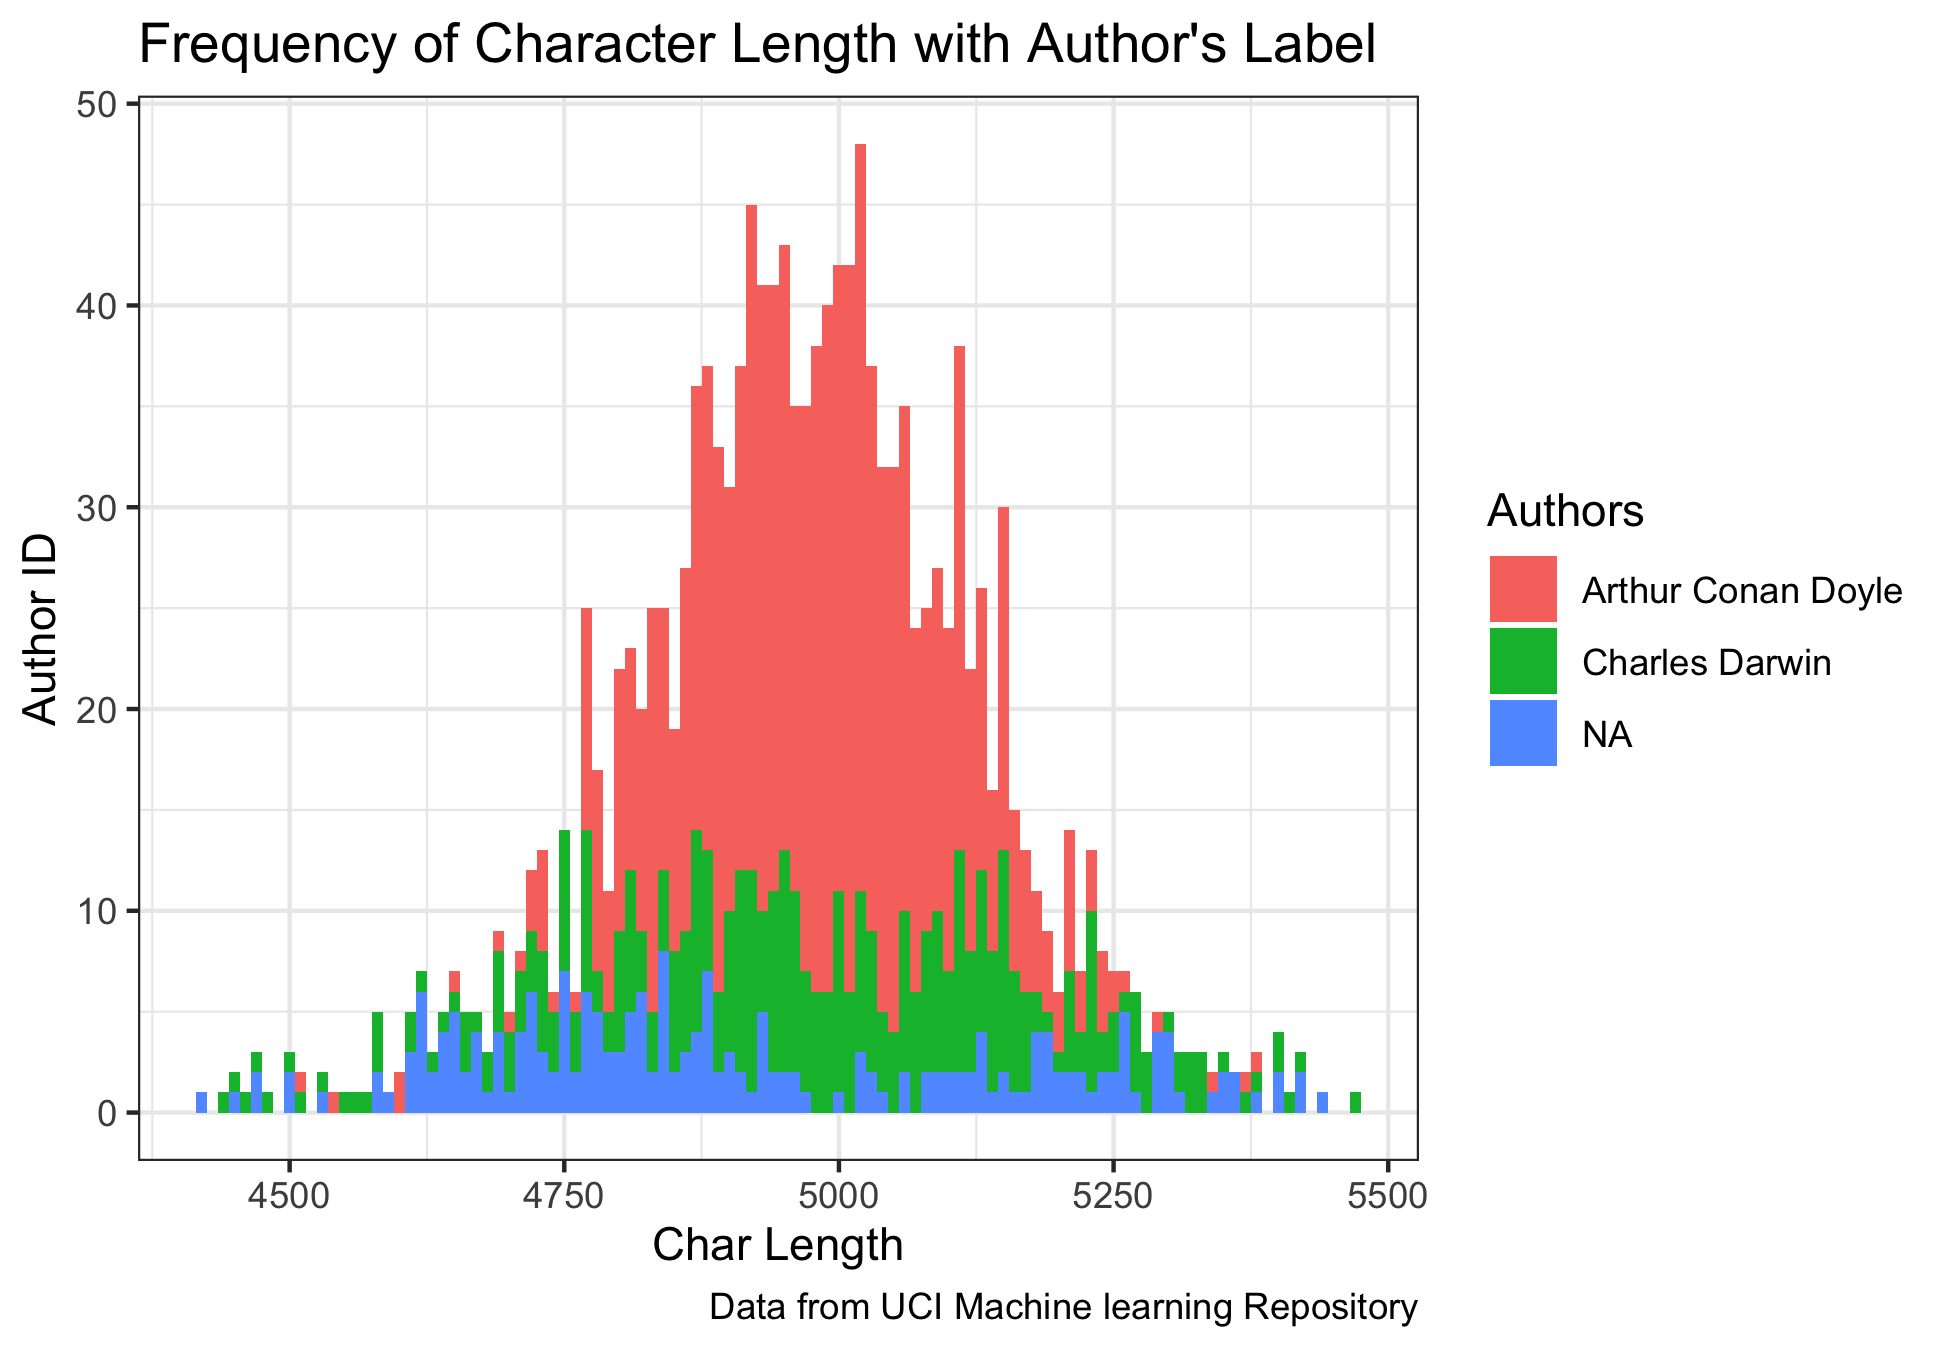 Frequency of Character Length with Author's Label
50
40
30
20
10
0
Author ID
4500 4750 5000 5250 5500
Char Length
Data from UCI Machine learning Repository
Authors
Arthur Conan Doyle
Charles Darwin
NA